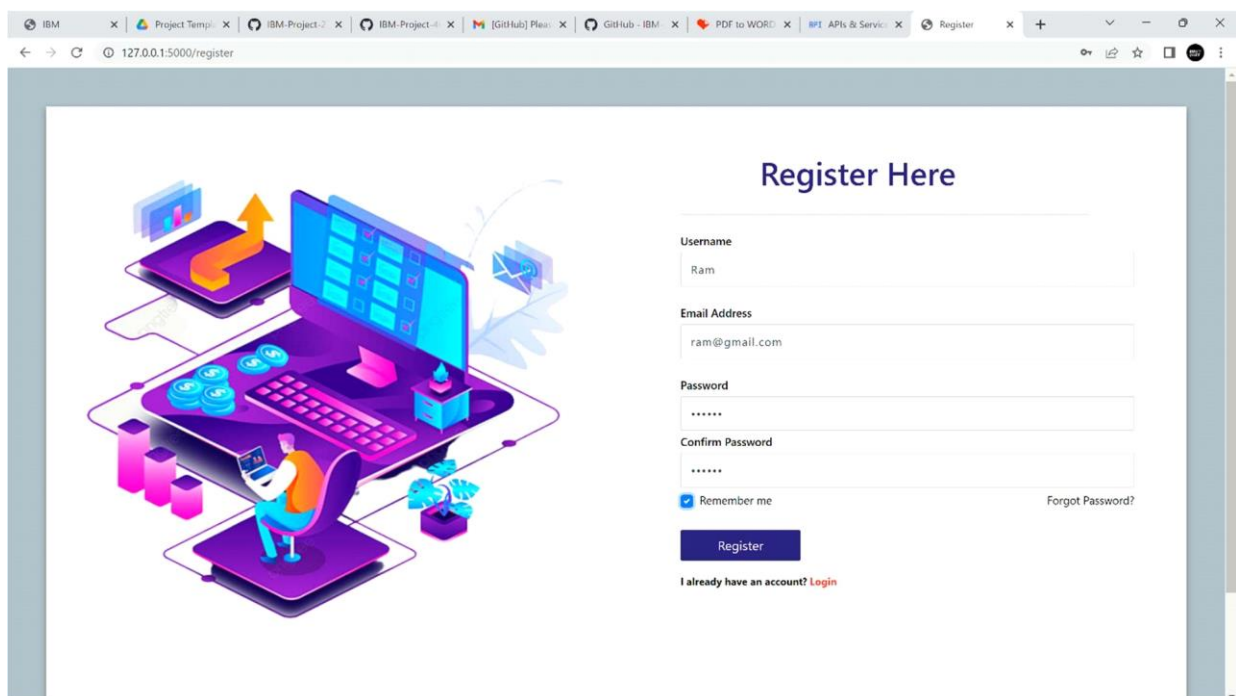 IBM
Project Templ
IBM-Project-2
IBM-Project-4
[GitHub] Pleas
GitHub - IBM-
PDF to WORD
API APIs & Service
Register
127.0.0.1:5000/register
Register Here
Username
Ram
Email Address
ram@gmail.com
Password
••••••
Confirm Password
••••••
Remember me
Forgot Password?
Register
I already have an account? Login